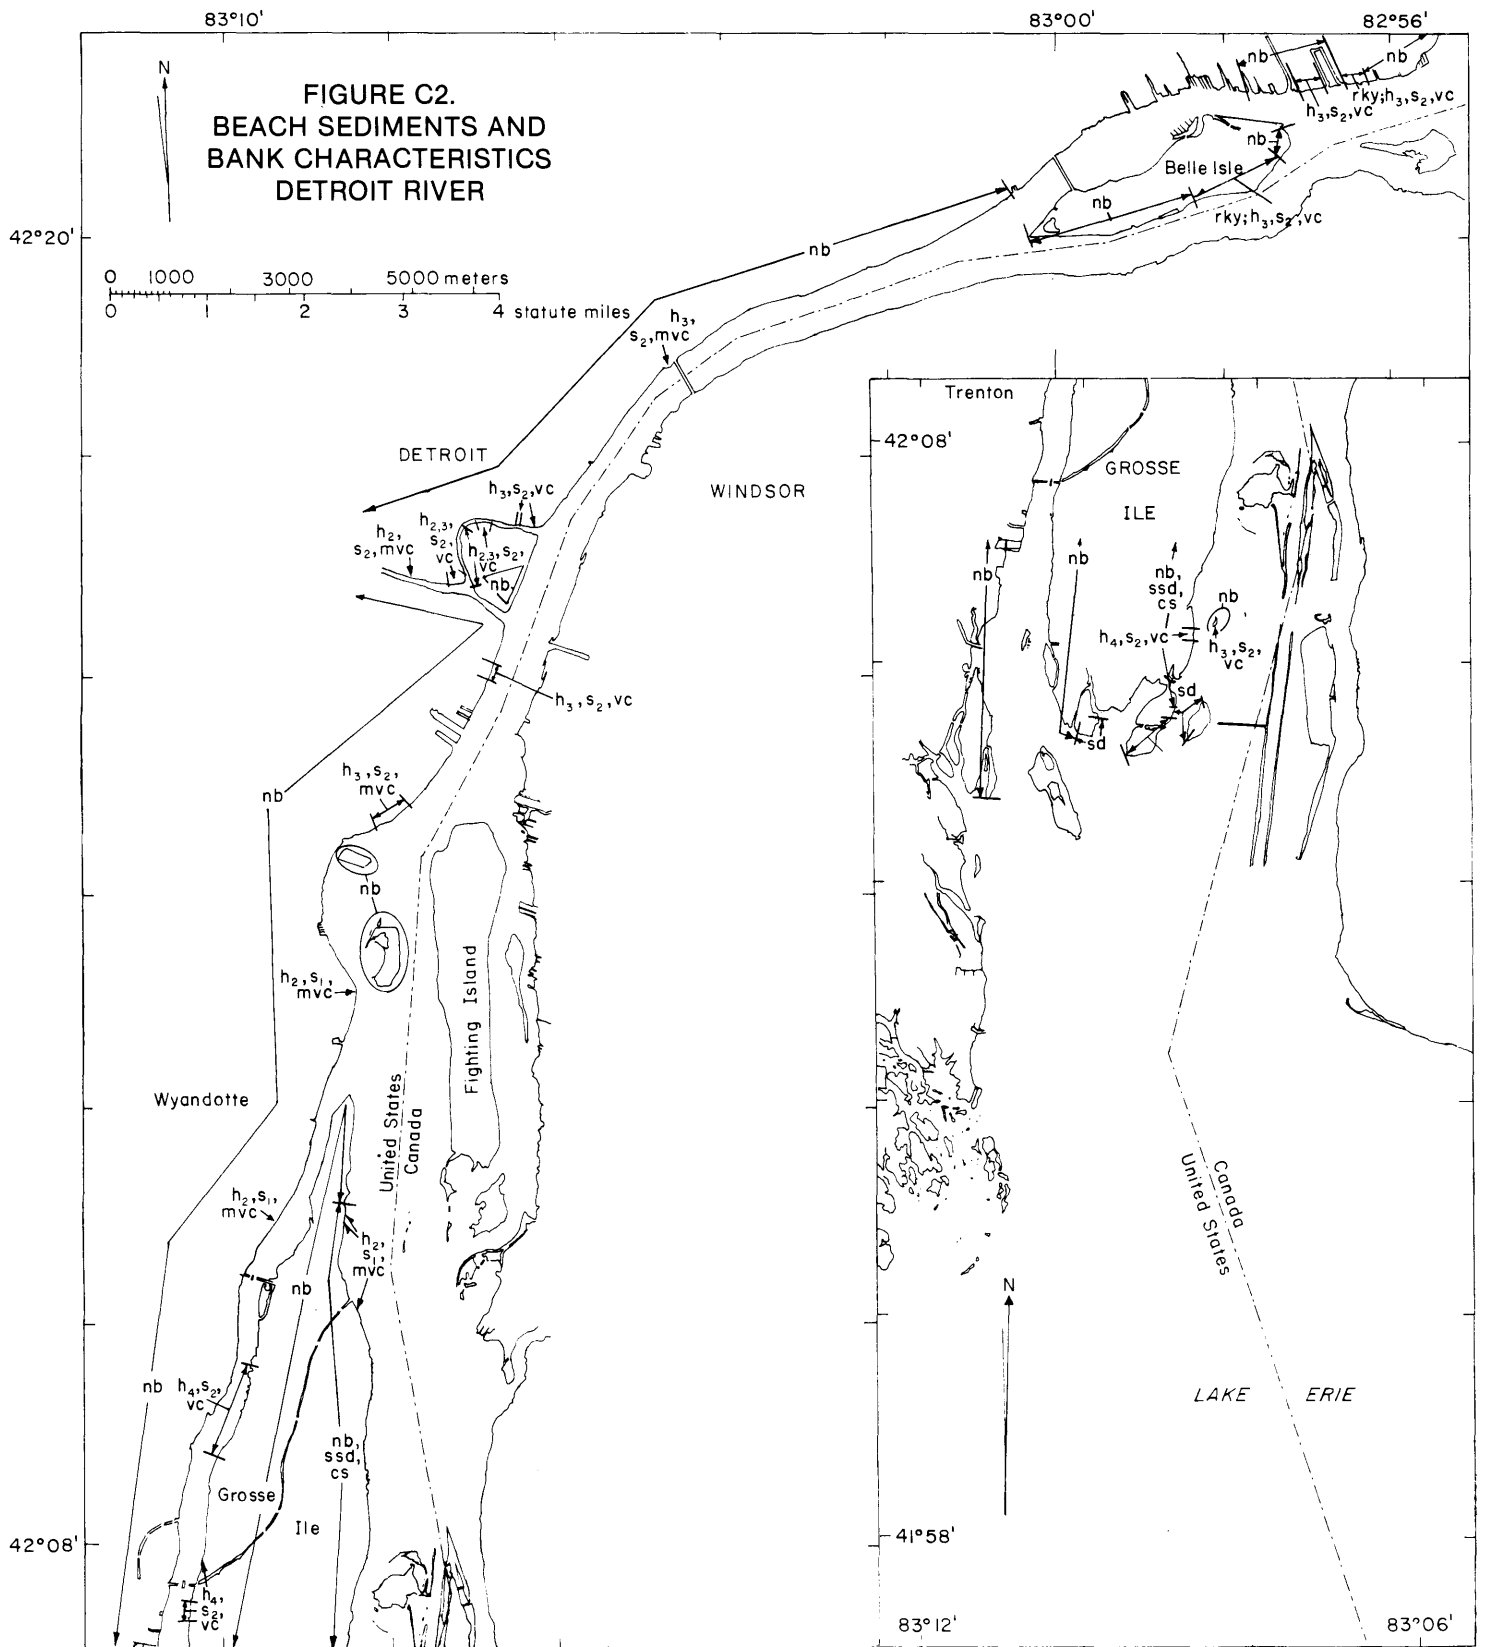 83°10'
83°00'
82°56'
N
FIGURE C2.
BEACH SEDIMENTS AND
BANK CHARACTERISTICS
DETROIT RIVER
nb
nb
rky;h₃,s₂,vc
h₃,s₂,vc
nb
Belle Isle
nb
rky;h₃,s₂,vc
42°20'
nb
0 1000 3000 5000 meters
0 1 2 3 4 statute miles
h₃,
s₂,mvc
Trenton
42°08'
DETROIT
GROSSE
ILE
WINDSOR
h₃,s₂,vc
h₂,₃,
s₂,
vc
h₂,
s₂,mvc
h₂,₃,s₂,
vc
nb
nb
nb
nb,
ssd,
cs
nb
h₄,s₂,vc
h₃,s₂,
vc
sd
sd
h₃,s₂,vc
h₃,s₂,
mvc
nb
nb
Fighting Island
h₂,s₁,
mvc
Wyandotte
United States
Canada
h₂,s₁,
mvc
h₂,
s₁,
mvc
nb
Canada
United States
N
nb
h₄,s₂,
vc
LAKE ERIE
nb,
ssd,
cs
Grosse
Ile
42°08'
41°58'
h₄,
s₂,
vc
83°12'
83°06'